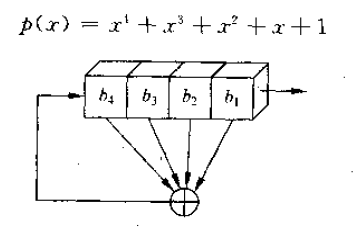 p(x) = x⁴ + x³ + x² + x + 1
b₄ b₃ b₂ b₁